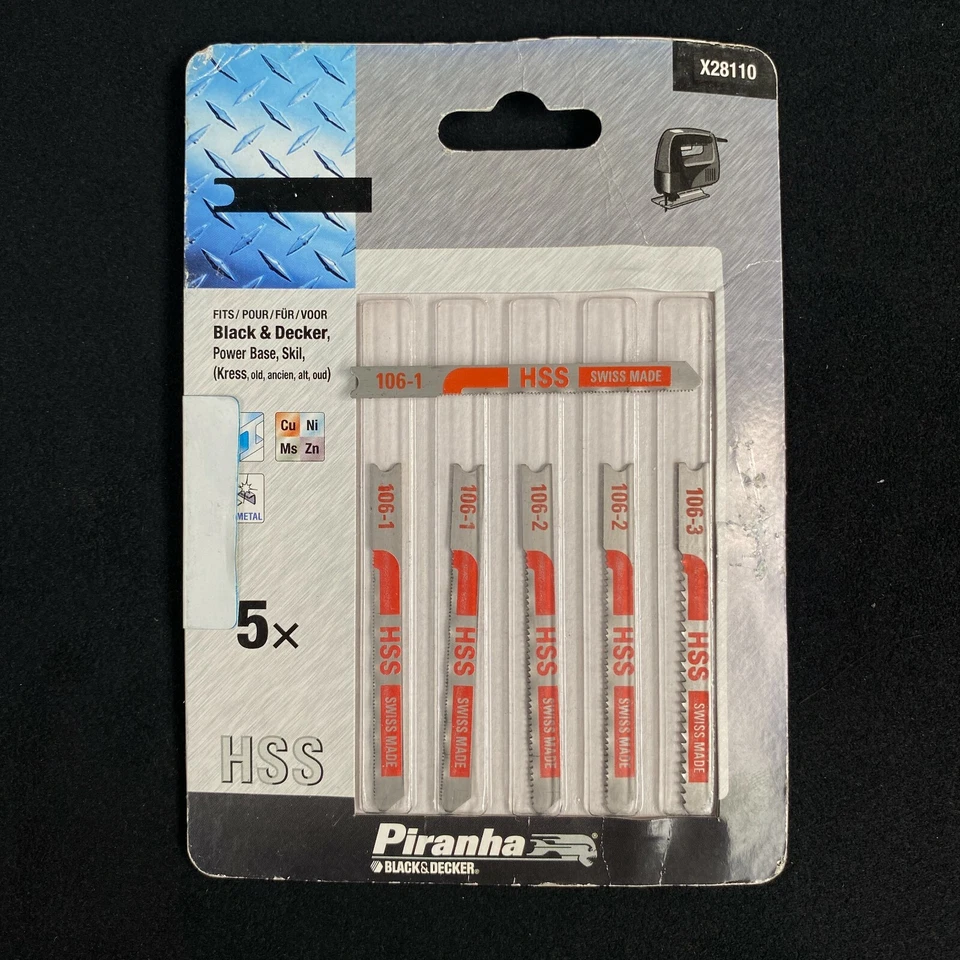 X28110
FITS/POUR/FÜR/VOOR
Black & Decker,
Power Base, Skil,
(Kress, old, ancien, alt, oud)
106-1 HSS SWISS MADE
Cu Ni
Ms Zn
METAL
5x
HSS
106-1 HSS SWISS MADE
106-1 HSS SWISS MADE
106-2 HSS SWISS MADE
106-2 HSS SWISS MADE
106-3 HSS SWISS MADE
Piranha®
BLACK&DECKER®